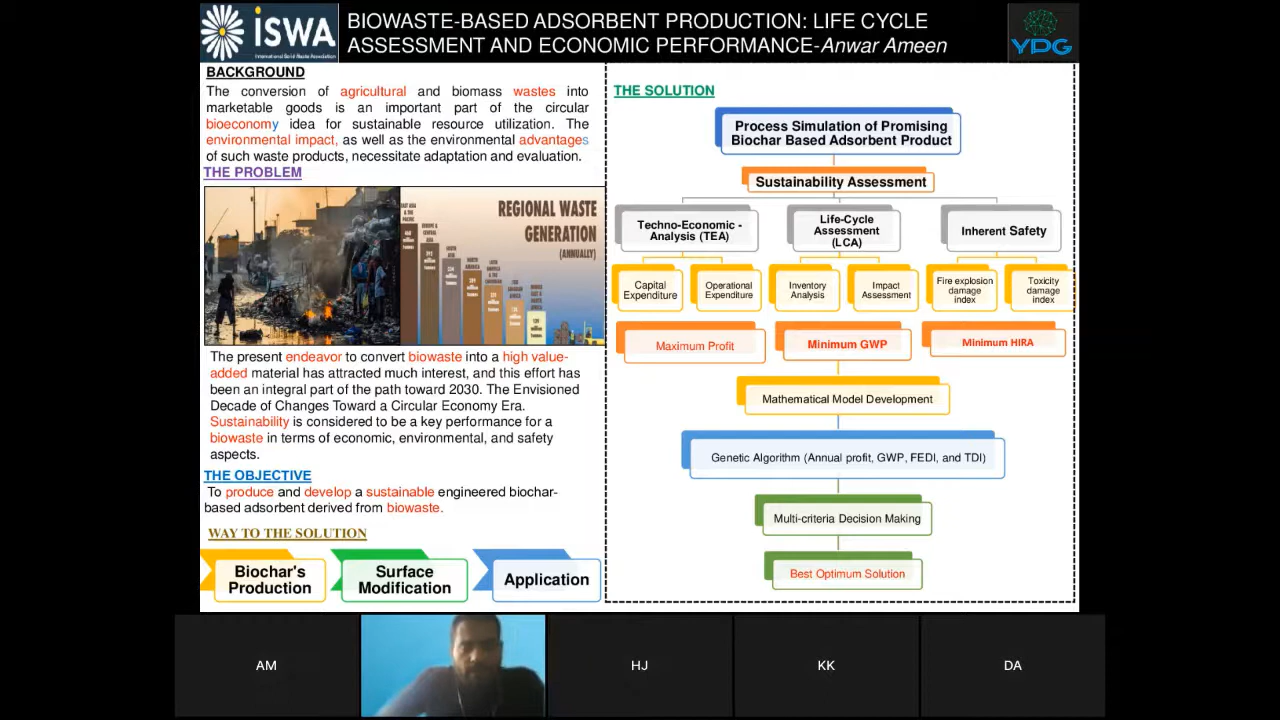 iSWA
International Solid Waste Association
BIOWASTE-BASED ADSORBENT PRODUCTION: LIFE CYCLE
ASSESSMENT AND ECONOMIC PERFORMANCE-Anwar Ameen
YDG
BACKGROUND
The conversion of agricultural and biomass wastes into
marketable goods is an important part of the circular
bioeconomy idea for sustainable resource utilization. The
environmental impact, as well as the environmental advantages
of such waste products, necessitate adaptation and evaluation.
THE PROBLEM
REGIONAL WASTE
GENERATION
(ANNUALLY)
The present endeavor to convert biowaste into a high value-
added material has attracted much interest, and this effort has
been an integral part of the path toward 2030. The Envisioned
Decade of Changes Toward a Circular Economy Era.
Sustainability is considered to be a key performance for a
biowaste in terms of economic, environmental, and safety
aspects.
THE OBJECTIVE
To produce and develop a sustainable engineered biochar-
based adsorbent derived from biowaste.
WAY TO THE SOLUTION
Biochar's
Production
Surface
Modification
Application
THE SOLUTION
Process Simulation of Promising
Biochar Based Adsorbent Product
Sustainability Assessment
Techno-Economic -
Analysis (TEA)
Life-Cycle
Assessment
(LCA)
Inherent Safety
Capital
Expenditure
Operational
Expenditure
Inventory
Analysis
Impact
Assessment
Fire explosion
damage
index
Toxicity
damage
index
Maximum Profit
Minimum GWP
Minimum HIRA
Mathematical Model Development
Genetic Algorithm (Annual profit, GWP, FEDI, and TDI)
Multi-criteria Decision Making
Best Optimum Solution
AM
HJ
KK
DA